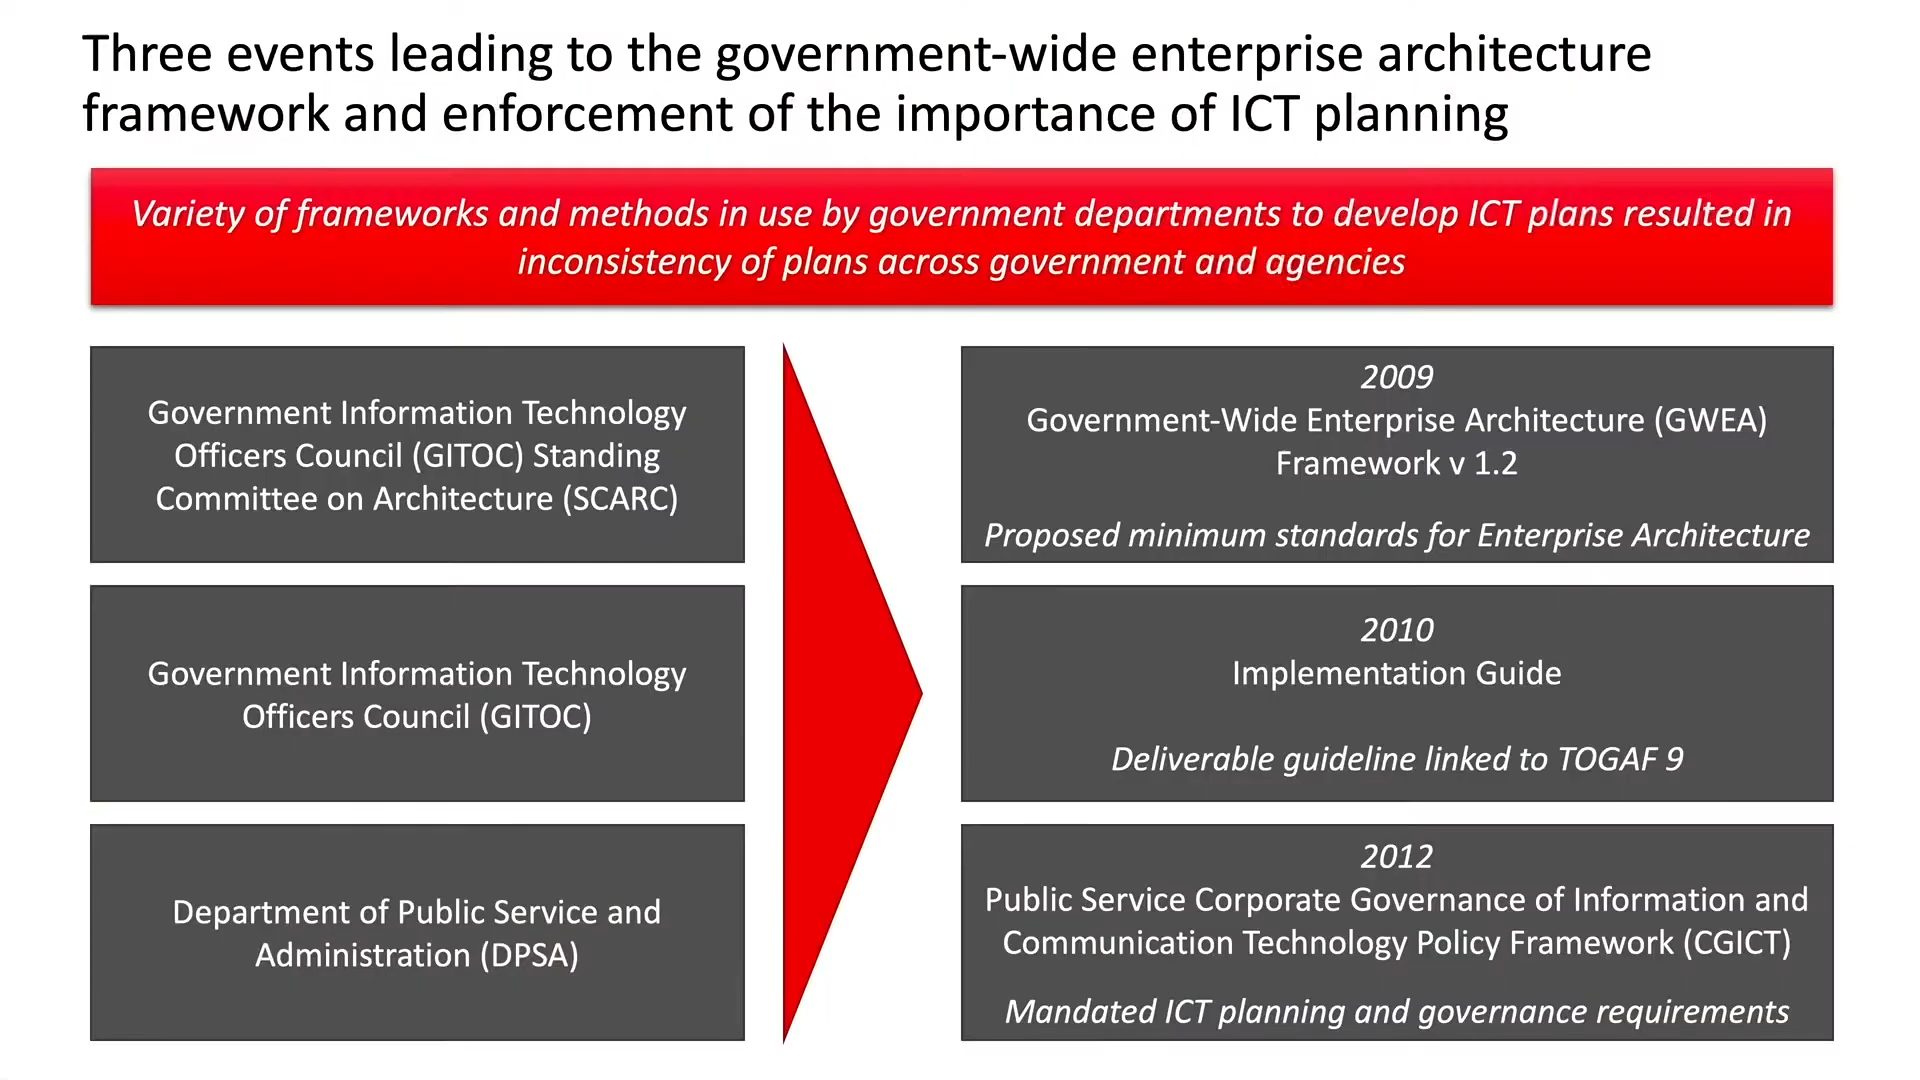 Three events leading to the government-wide enterprise architecture
framework and enforcement of the importance of ICT planning
Variety of frameworks and methods in use by government departments to develop ICT plans resulted in
inconsistency of plans across government and agencies
Government Information Technology
Officers Council (GITOC) Standing
Committee on Architecture (SCARC)
2009
Government-Wide Enterprise Architecture (GWEA)
Framework v 1.2
Proposed minimum standards for Enterprise Architecture
Government Information Technology
Officers Council (GITOC)
2010
Implementation Guide
Deliverable guideline linked to TOGAF 9
Department of Public Service and
Administration (DPSA)
2012
Public Service Corporate Governance of Information and
Communication Technology Policy Framework (CGICT)
Mandated ICT planning and governance requirements